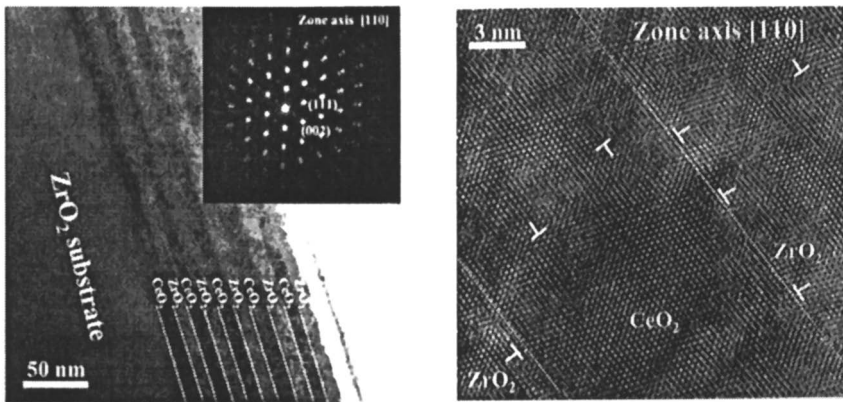 Zone axis [110]
(111)
(002)
ZrO₂ substrate
CeO₂
ZrO₂
CeO₂
ZrO₂
CeO₂
ZrO₂
CeO₂
ZrO₂
CeO₂
ZrO₂
50 nm
3 nm
Zone axis [110]
ZrO₂
CeO₂
ZrO₂